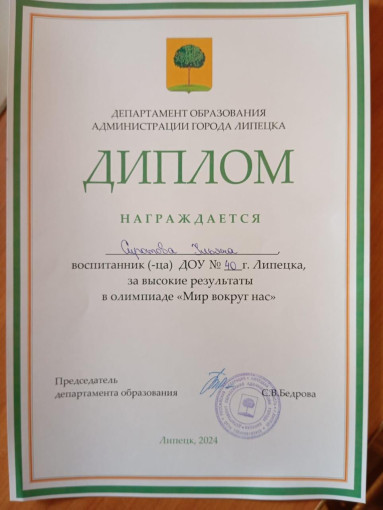 ДЕПАРТАМЕНТ ОБРАЗОВАНИЯ
АДМИНИСТРАЦИИ ГОРОДА ЛИПЕЦКА
ДИПЛОМ
НАГРАЖДАЕТСЯ
воспитанник (-ца) ДОУ № 40 г. Липецка,
за высокие результаты
в олимпиаде «Мир вокруг нас»
Председатель
департамента образования С.В.Бедрова
Липецк, 2024